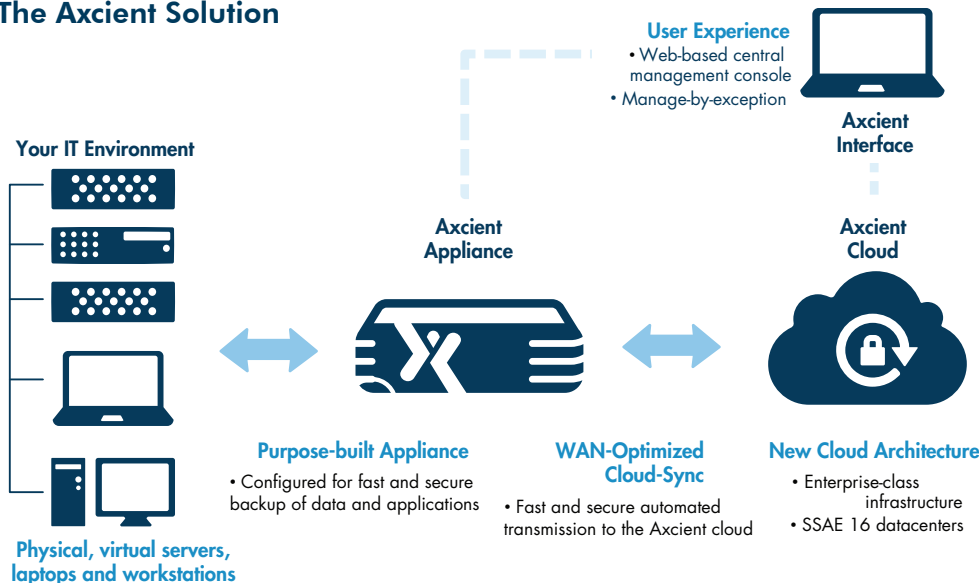 The Axcient Solution
User Experience
• Web-based central
management console
• Manage-by-exception
Axcient
Interface
Your IT Environment
Axcient
Appliance
Axcient
Cloud
Purpose-built Appliance
• Configured for fast and secure
backup of data and applications
WAN-Optimized
Cloud-Sync
• Fast and secure automated
transmission to the Axcient cloud
New Cloud Architecture
• Enterprise-class
infrastructure
• SSAE 16 datacenters
Physical, virtual servers,
laptops and workstations